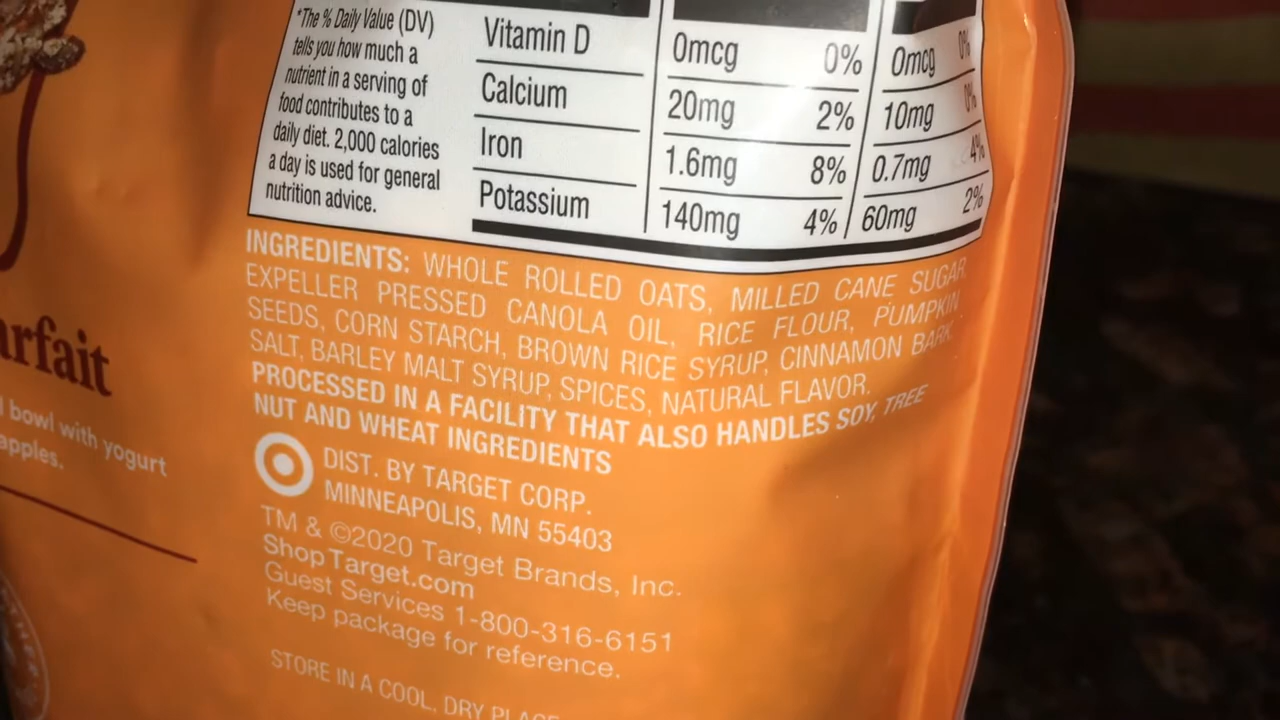 *The % Daily Value (DV)
tells you how much a
nutrient in a serving of
food contributes to a
daily diet. 2,000 calories
a day is used for general
nutrition advice.
Vitamin D 0mcg 0% 0mcg 0%
Calcium 20mg 2% 10mg 0%
Iron 1.6mg 8% 0.7mg 4%
Potassium 140mg 4% 60mg 2%
INGREDIENTS: WHOLE ROLLED OATS, MILLED CANE SUGAR,
EXPELLER PRESSED CANOLA OIL, RICE FLOUR, PUMPKIN
SEEDS, CORN STARCH, BROWN RICE SYRUP, CINNAMON BARK,
SALT, BARLEY MALT SYRUP, SPICES, NATURAL FLAVOR.
PROCESSED IN A FACILITY THAT ALSO HANDLES SOY, TREE
NUT AND WHEAT INGREDIENTS
DIST. BY TARGET CORP.
MINNEAPOLIS, MN 55403
TM & ©2020 Target Brands, Inc.
ShopTarget.com
Guest Services 1-800-316-6151
Keep package for reference.
STORE IN A COOL, DRY PLACE
arfait
bowl with yogurt
apples.